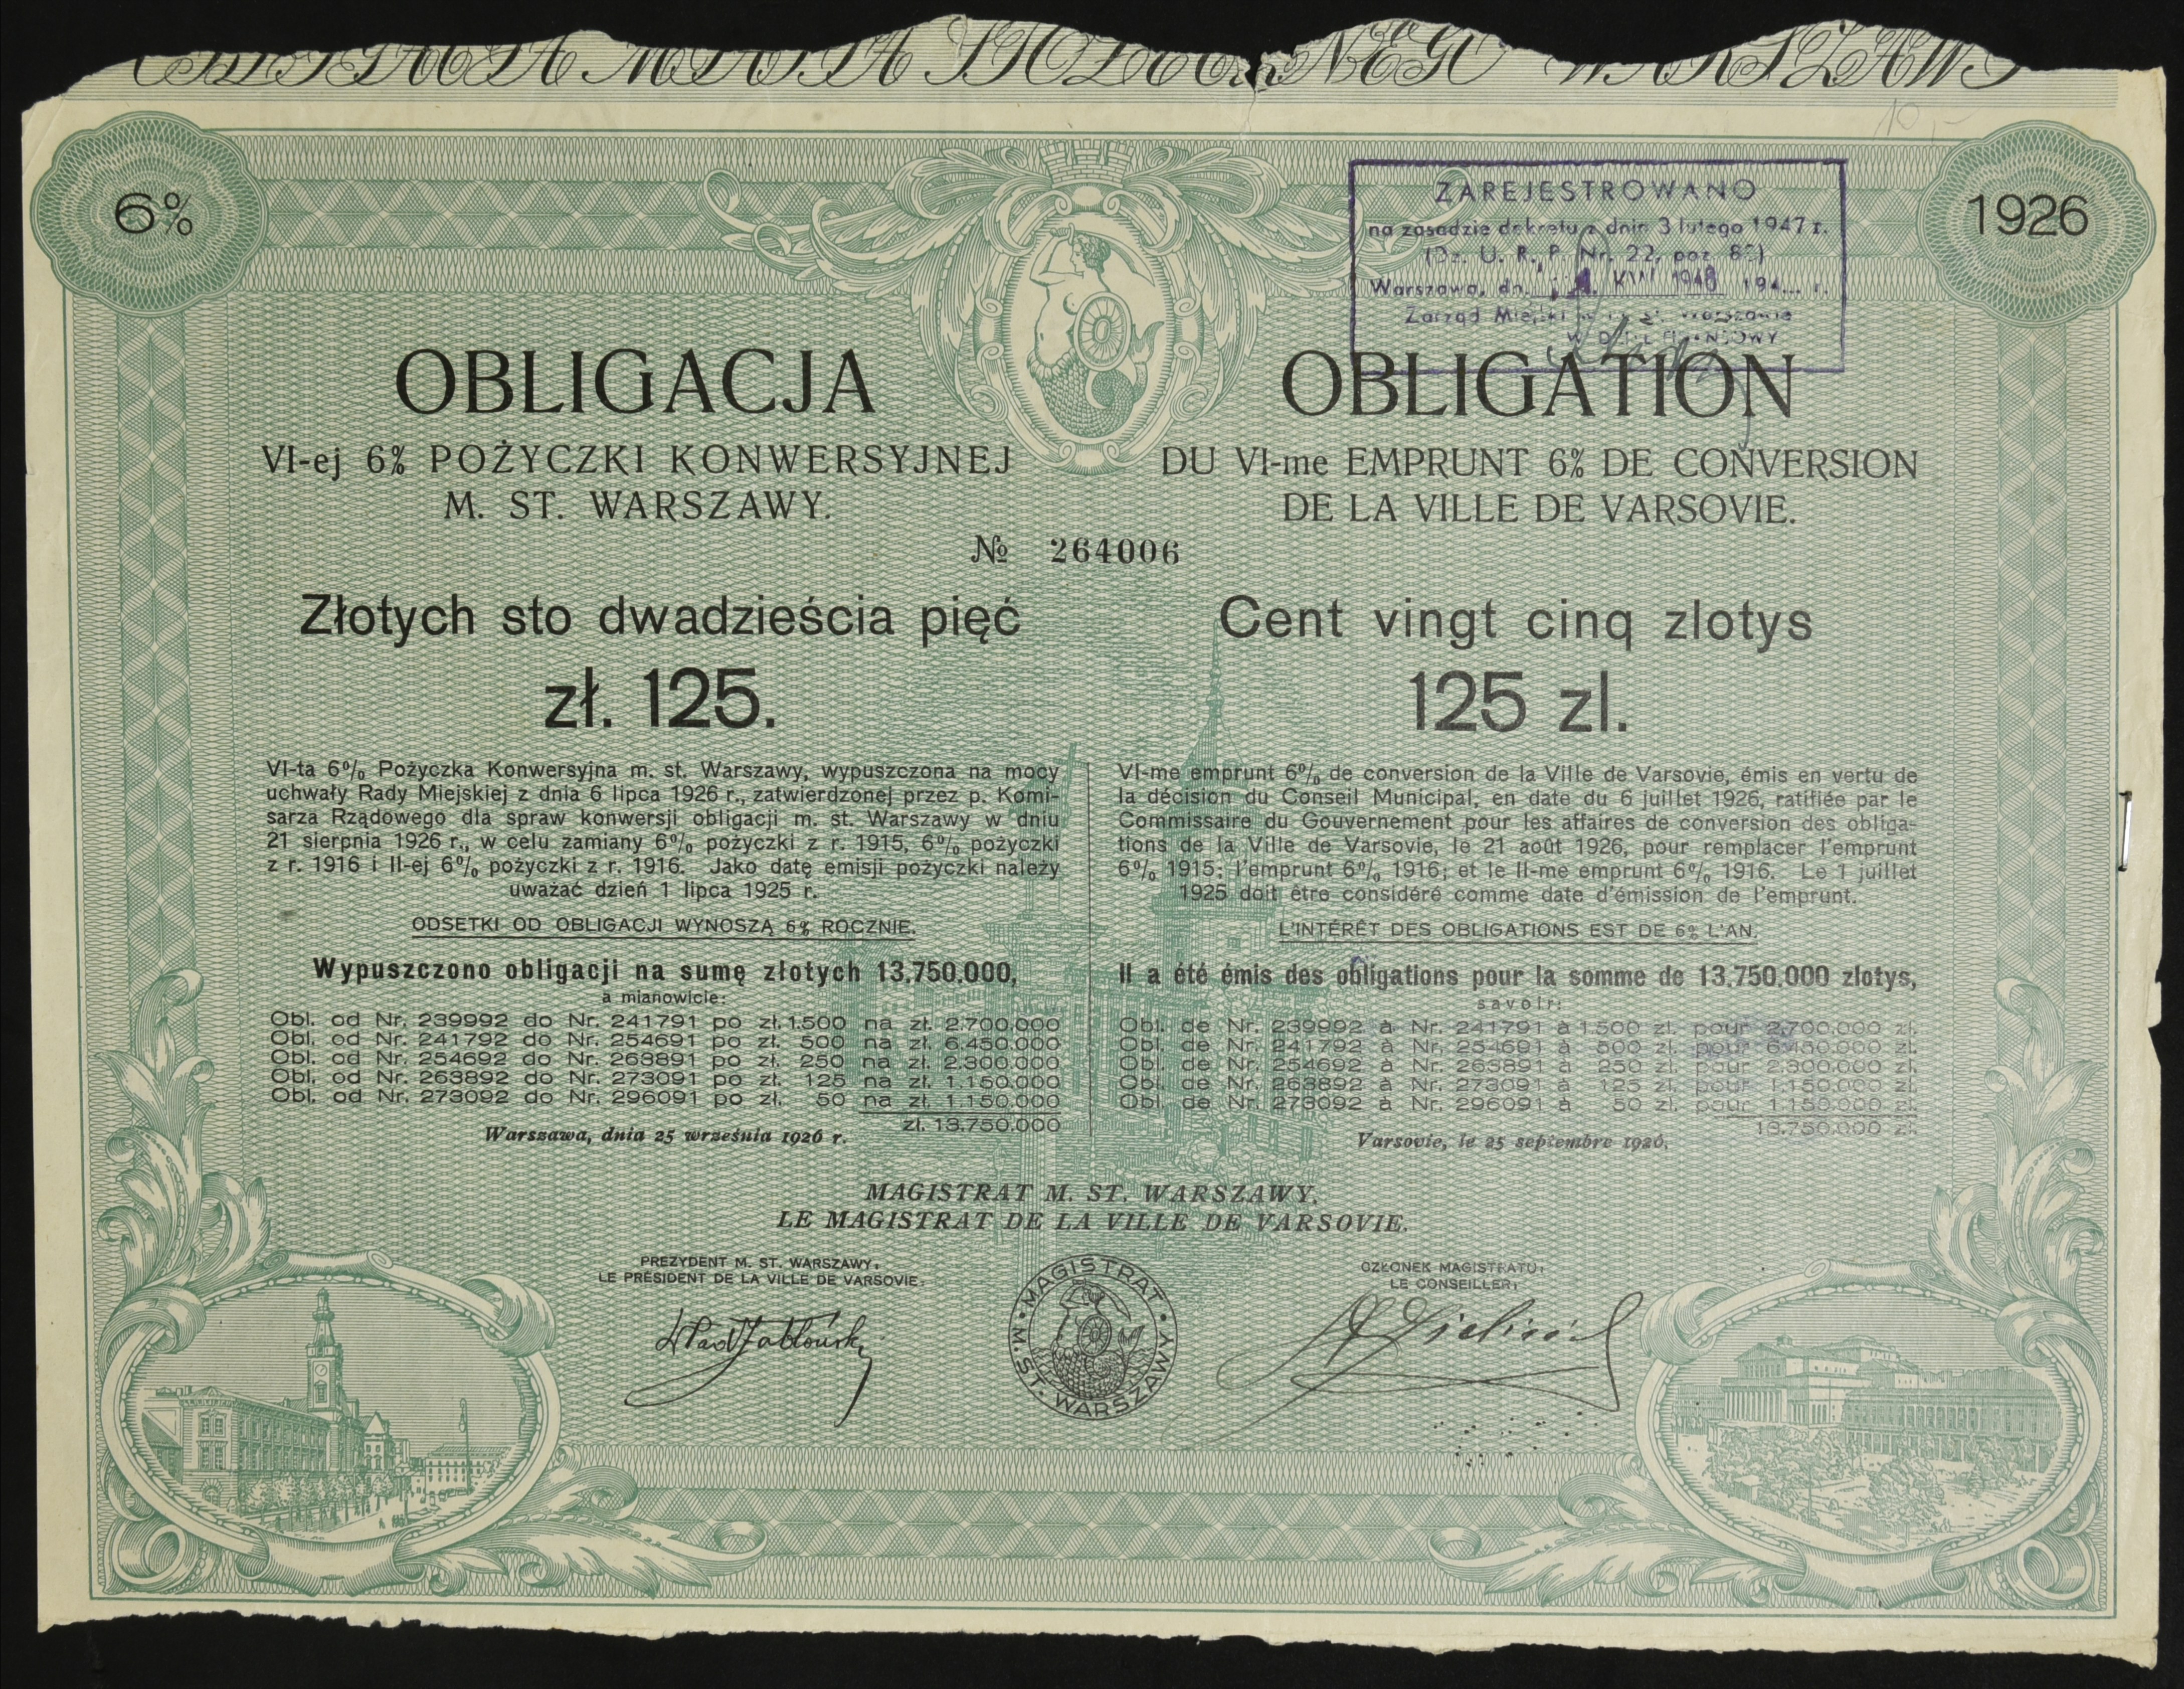 6%
1926
ZAREJESTROWANO
na zasadzie dekretu z dnia 3 lutego 1947 r.
(Dz. U. R. P. Nr. 22, poz. 8
Warszawa, dn. KW 1948 194 r.
Zarząd Miejski w Warszawie
OBLIGACJA
VI-ej 6% POŻYCZKI KONWERSYJNEJ
M. ST. WARSZAWY.
OBLIGATION
DU VI-me EMPRUNT 6% DE CONVERSION
DE LA VILLE DE VARSOVIE.
№ 264006
Złotych sto dwadzieścia pięć
zł. 125.
Cent vingt cinq zlotys
125 zl.
VI-ta 6% Pożyczka Konwersyjna m. st. Warszawy, wypuszczona na mocy
uchwały Rady Miejskiej z dnia 6 lipca 1926 r., zatwierdzonej przez p. Komi-
sarza Rządowego dla spraw konwersji obligacji m. st. Warszawy w dniu
21 sierpnia 1926 r., w celu zamiany 6% pożyczki z r. 1915, 6% pożyczki
z r. 1916 i II-ej 6% pożyczki z r. 1916. Jako datę emisji pożyczki należy
uważać dzień 1 lipca 1925 r.
ODSETKI OD OBLIGACJI WYNOSZĄ 6% ROCZNIE.
Wypuszczono obligacji na sumę złotych 13.750.000,
a mianowicie:
Obl. od Nr. 239992 do Nr. 241791 po zł. 1.500 na zł. 2.700.000
Obl. od Nr. 241792 do Nr. 254691 po zł. 500 na zł. 6.450.000
Obl. od Nr. 254692 do Nr. 263891 po zł. 250 na zł. 2.300.000
Obl. od Nr. 263892 do Nr. 273091 po zł. 125 na zł. 1.150.000
Obl. od Nr. 273092 do Nr. 296091 po zł. 50 na zł. 1.150.000
zł. 13.750.000
Warszawa, dnia 25 września 1926 r.
VI-me emprunt 6% de conversion de la Ville de Varsovie, émis en vertu de
la décision du Conseil Municipal, en date du 6 juillet 1926, ratifiée par le
Commissaire du Gouvernement pour les affaires de conversion des obliga-
tions de la Ville de Varsovie, le 21 août 1926, pour remplacer l'emprunt
6% 1915; l'emprunt 6% 1916; et le II-me emprunt 6% 1916. Le 1 juillet
1925 doit être considéré comme date d'émission de l'emprunt.
L'INTÉRÊT DES OBLIGATIONS EST DE 6% L'AN.
Il a été émis des obligations pour la somme de 13.750.000 zlotys,
savoir:
Obl. de Nr. 239992 à Nr. 241791 à 1.500 zl. pour 2.700.000 zl.
Obl. de Nr. 241792 à Nr. 254691 à 500 zl. pour 6.450.000 zl.
Obl. de Nr. 254692 à Nr. 263891 à 250 zl. pour 2.300.000 zl.
Obl. de Nr. 263892 à Nr. 273091 à 125 zl. pour 1.150.000 zl.
Obl. de Nr. 273092 à Nr. 296091 à 50 zl. pour 1.150.000 zl.
13.750.000 zl.
Varsovie, le 25 septembre 1926.
MAGISTRAT M. ST. WARSZAWY.
LE MAGISTRAT DE LA VILLE DE VARSOVIE.
PREZYDENT M. ST. WARSZAWY,
LE PRÉSIDENT DE LA VILLE DE VARSOVIE,
CZŁONEK MAGISTRATU,
LE CONSEILLER,
MAGISTRAT M. ST. WARSZAWY